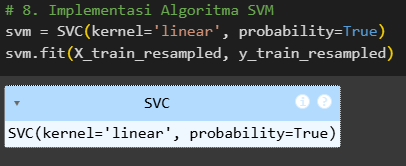 # 8. Implementasi Algoritma SVM
svm = SVC(kernel='linear', probability=True)
svm.fit(X_train_resampled, y_train_resampled)
▾ SVC i ?
SVC(kernel='linear', probability=True)